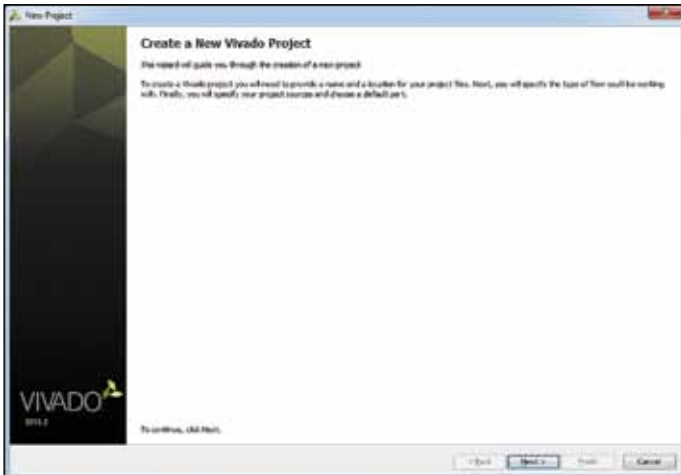 New Project
Create a New Vivado Project
This wizard will guide you through the creation of a new project
To create a Vivado project you will need to provide a name and a location for your project files. Next, you will specify the type of flow you'll be working
with. Finally, you will specify your project sources and choose a default part.
VIVADO
To continue, click Next.
< Back
Next >
Finish
Cancel